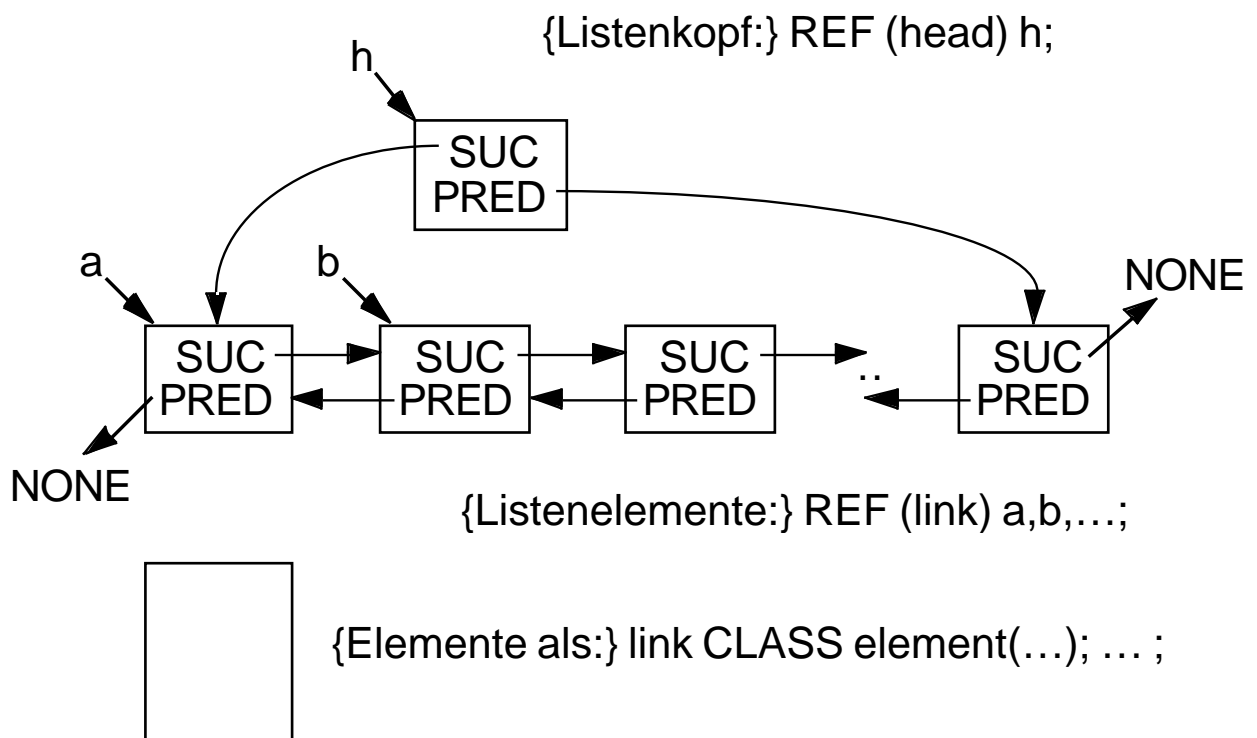 {Listenkopf:} REF (head) h;
h
SUC
PRED
a
b
NONE
SUC
PRED
SUC
PRED
SUC
PRED
..
SUC
PRED
NONE
{Listenelemente:} REF (link) a,b,…;
{Elemente als:} link CLASS element(…); … ;